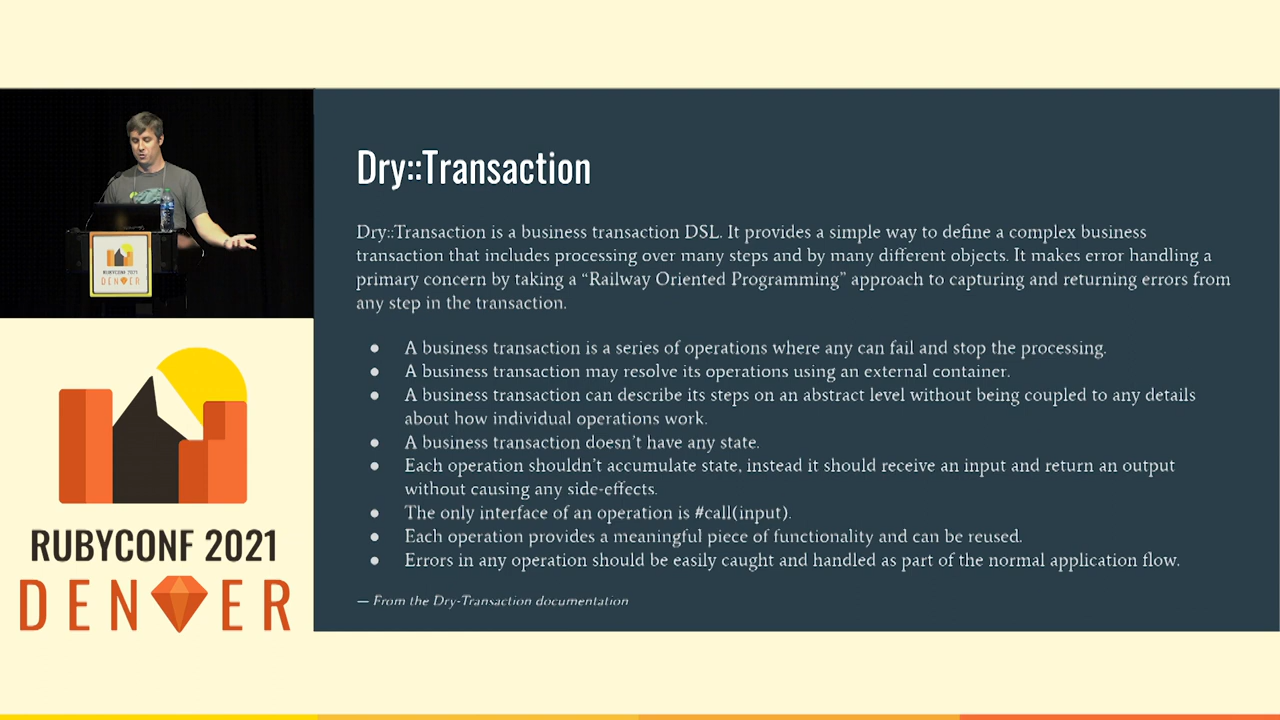 Dry::Transaction
Dry::Transaction is a business transaction DSL. It provides a simple way to define a complex business
transaction that includes processing over many steps and by many different objects. It makes error handling a
primary concern by taking a “Railway Oriented Programming” approach to capturing and returning errors from
any step in the transaction.
● A business transaction is a series of operations where any can fail and stop the processing.
● A business transaction may resolve its operations using an external container.
● A business transaction can describe its steps on an abstract level without being coupled to any details
about how individual operations work.
● A business transaction doesn’t have any state.
● Each operation shouldn’t accumulate state, instead it should receive an input and return an output
without causing any side-effects.
● The only interface of an operation is #call(input).
● Each operation provides a meaningful piece of functionality and can be reused.
● Errors in any operation should be easily caught and handled as part of the normal application flow.
— From the Dry-Transaction documentation
RUBYCONF 2021
DENVER
RUBYCONF 2021
DENVER